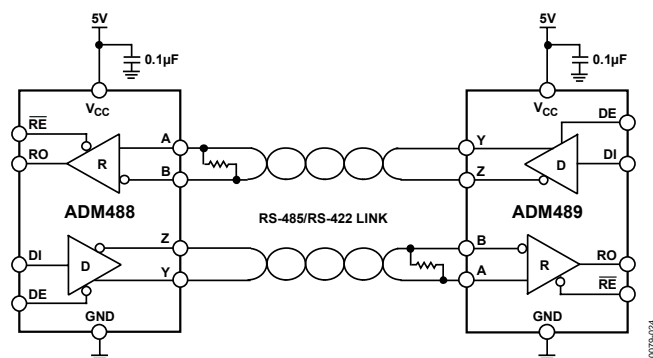 5V
0.1µF
VCC
RE
RO
R
A
B
ADM488
DI
DE
D
Z
Y
GND
RS-485/RS-422 LINK
5V
0.1µF
VCC
DE
DI
D
Y
Z
ADM489
B
A
R
RO
RE
GND